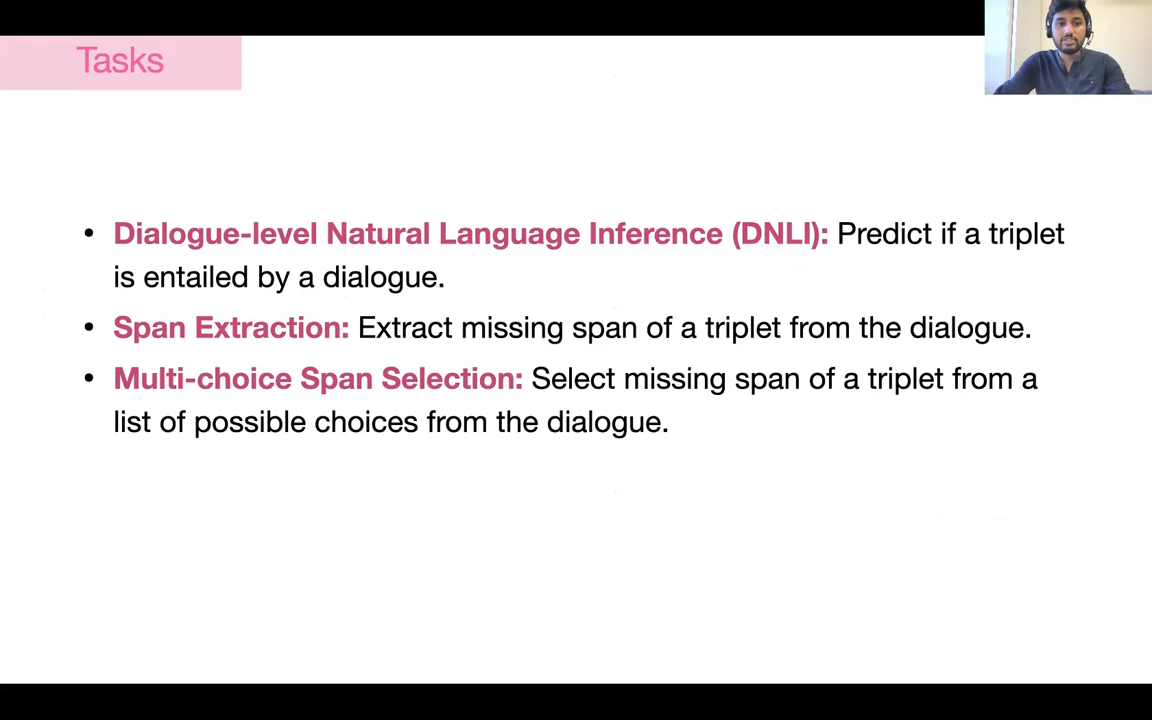 Tasks
• Dialogue-level Natural Language Inference (DNLI): Predict if a triplet
is entailed by a dialogue.
• Span Extraction: Extract missing span of a triplet from the dialogue.
• Multi-choice Span Selection: Select missing span of a triplet from a
list of possible choices from the dialogue.